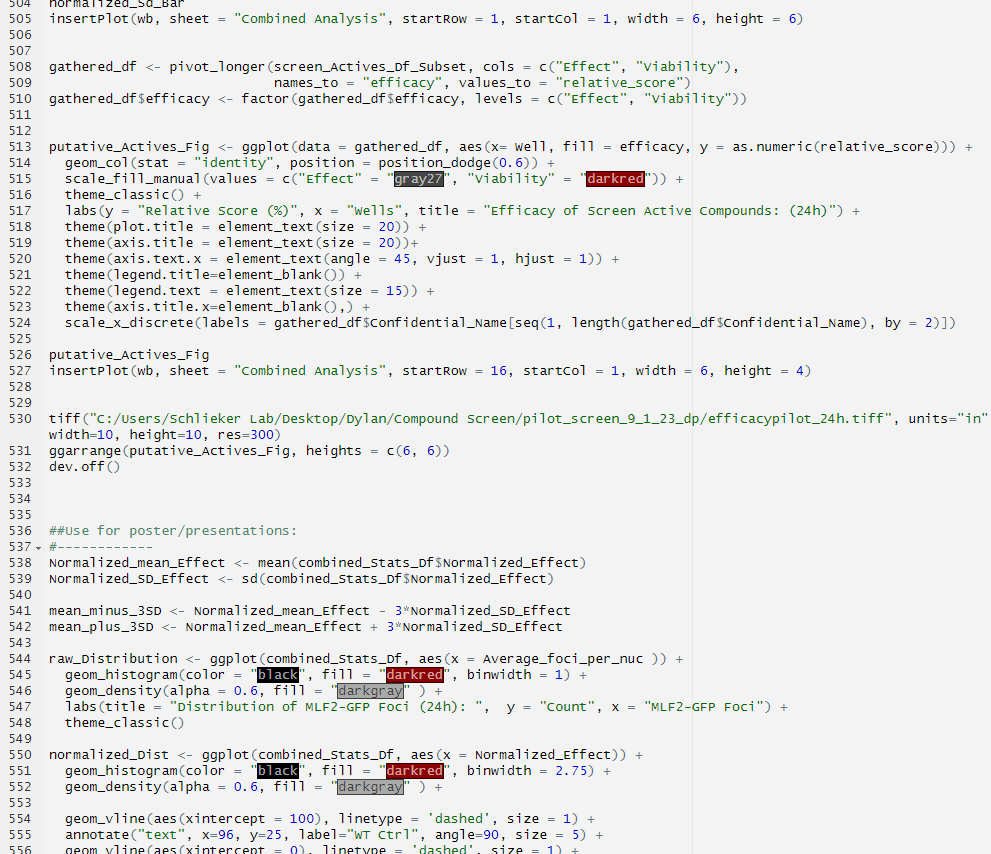 504 normalized_Sd_Bar
505 insertPlot(wb, sheet = "Combined Analysis", startRow = 1, startCol = 1, width = 6, height = 6)
506
507
508 gathered_df <- pivot_longer(screen_Actives_Df_Subset, cols = c("Effect", "Viability"),
509 names_to = "efficacy", values_to = "relative_score")
510 gathered_df$efficacy <- factor(gathered_df$efficacy, levels = c("Effect", "Viability"))
511
512
513 putative_Actives_Fig <- ggplot(data = gathered_df, aes(x= Well, fill = efficacy, y = as.numeric(relative_score))) +
514 geom_col(stat = "identity", position = position_dodge(0.6)) +
515 scale_fill_manual(values = c("Effect" = "gray27", "Viability" = "darkred")) +
516 theme_classic() +
517 labs(y = "Relative Score (%)", x = "Wells", title = "Efficacy of Screen Active Compounds: (24h)") +
518 theme(plot.title = element_text(size = 20)) +
519 theme(axis.title = element_text(size = 20))+
520 theme(axis.text.x = element_text(angle = 45, vjust = 1, hjust = 1)) +
521 theme(legend.title=element_blank()) +
522 theme(legend.text = element_text(size = 15)) +
523 theme(axis.title.x=element_blank(),) +
524 scale_x_discrete(labels = gathered_df$Confidential_Name[seq(1, length(gathered_df$Confidential_Name), by = 2)])
525
526 putative_Actives_Fig
527 insertPlot(wb, sheet = "Combined Analysis", startRow = 16, startCol = 1, width = 6, height = 4)
528
529
530 tiff("C:/Users/Schlieker Lab/Desktop/Dylan/Compound Screen/pilot_screen_9_1_23_dp/efficacypilot_24h.tiff", units="in"
width=10, height=10, res=300)
531 ggarrange(putative_Actives_Fig, heights = c(6, 6))
532 dev.off()
533
534
535
536 ##Use for poster/presentations:
537 #------------
538 Normalized_mean_Effect <- mean(combined_Stats_Df$Normalized_Effect)
539 Normalized_SD_Effect <- sd(combined_Stats_Df$Normalized_Effect)
540
541 mean_minus_3SD <- Normalized_mean_Effect - 3*Normalized_SD_Effect
542 mean_plus_3SD <- Normalized_mean_Effect + 3*Normalized_SD_Effect
543
544 raw_Distribution <- ggplot(combined_Stats_Df, aes(x = Average_foci_per_nuc )) +
545 geom_histogram(color = "black", fill = "darkred", binwidth = 1) +
546 geom_density(alpha = 0.6, fill = "darkgray" ) +
547 labs(title = "Distribution of MLF2-GFP Foci (24h): ", y = "Count", x = "MLF2-GFP Foci") +
548 theme_classic()
549
550 normalized_Dist <- ggplot(combined_Stats_Df, aes(x = Normalized_Effect)) +
551 geom_histogram(color = "black", fill = "darkred", binwidth = 2.75) +
552 geom_density(alpha = 0.6, fill = "darkgray" ) +
553
554 geom_vline(aes(xintercept = 100), linetype = 'dashed', size = 1) +
555 annotate("text", x=96, y=25, label="WT Ctrl", angle=90, size = 5) +
556 geom_vline(aes(xintercept = 0), linetype = 'dashed', size = 1) +